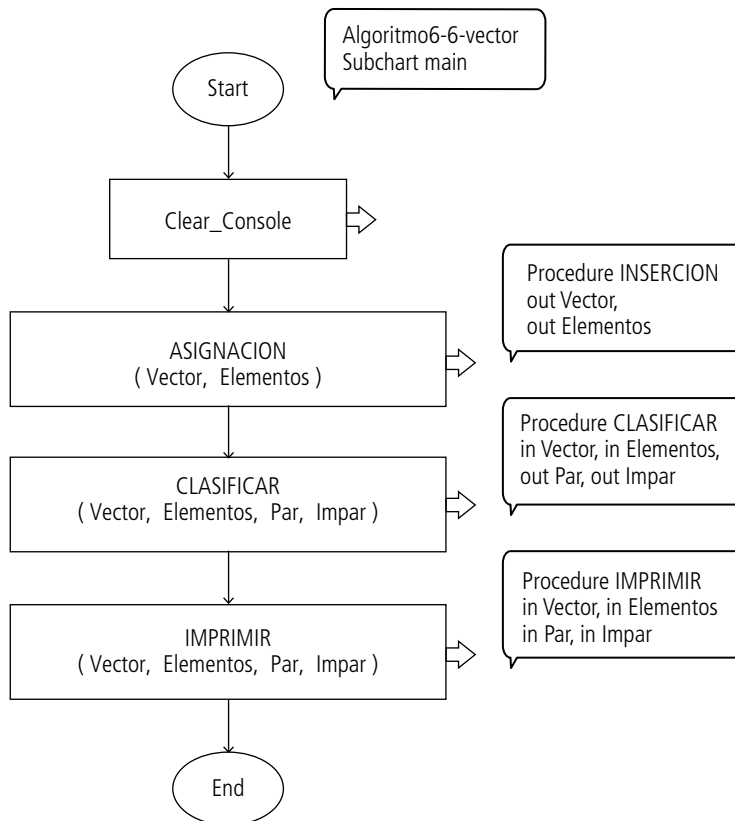 Algoritmo6-6-vector
Subchart main
Start
Clear_Console
Procedure INSERCION
out Vector,
out Elementos
ASIGNACION
( Vector, Elementos )
Procedure CLASIFICAR
in Vector, in Elementos,
out Par, out Impar
CLASIFICAR
( Vector, Elementos, Par, Impar )
Procedure IMPRIMIR
in Vector, in Elementos
in Par, in Impar
IMPRIMIR
( Vector, Elementos, Par, Impar )
End